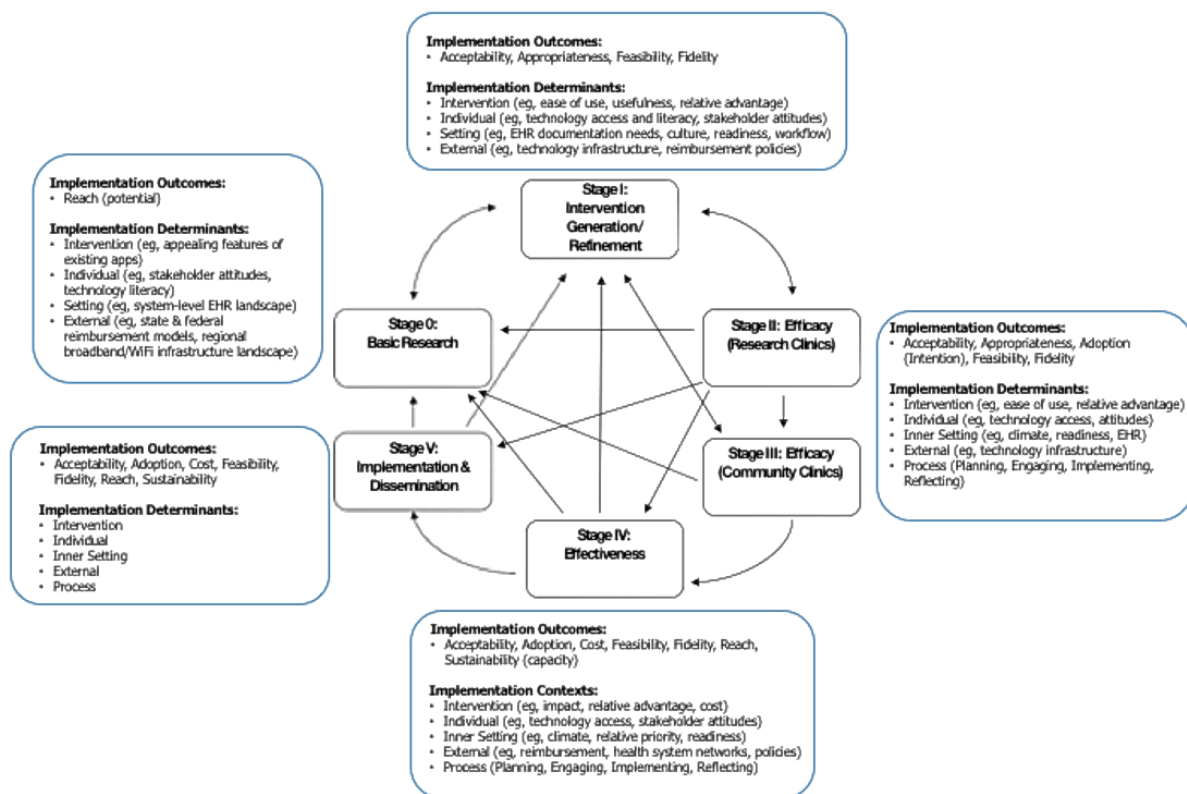 Implementation Outcomes:
• Acceptability, Appropriateness, Feasibility, Fidelity
Implementation Determinants:
• Intervention (eg, ease of use, usefulness, relative advantage)
• Individual (eg, technology access and literacy, stakeholder attitudes)
• Setting (eg, EHR documentation needs, culture, readiness, workflow)
• External (eg, technology infrastructure, reimbursement policies)
Implementation Outcomes:
• Reach (potential)
Implementation Determinants:
• Intervention (eg, appealing features of
existing apps)
• Individual (eg, stakeholder attitudes,
technology literacy)
• Setting (eg, system-level EHR landscape)
• External (eg, state & federal
reimbursement models, regional
broadband/WiFi infrastructure landscape)
Stage I:
Intervention
Generation/
Refinement
Stage 0:
Basic Research
Stage II: Efficacy
(Research Clinics)
Implementation Outcomes:
• Acceptability, Appropriateness, Adoption
(Intention), Feasibility, Fidelity
Implementation Determinants:
• Intervention (eg, ease of use, relative advantage)
• Individual (eg, technology access, attitudes)
• Inner Setting (eg, climate, readiness, EHR)
• External (eg, technology infrastructure)
• Process (Planning, Engaging, Implementing,
Reflecting)
Implementation Outcomes:
• Acceptability, Adoption, Cost, Feasibility,
Fidelity, Reach, Sustainability
Implementation Determinants:
• Intervention
• Individual
• Inner Setting
• External
• Process
Stage V:
Implementation &
Dissemination
Stage III: Efficacy
(Community Clinics)
Stage IV:
Effectiveness
Implementation Outcomes:
• Acceptability, Adoption, Cost, Feasibility, Fidelity, Reach,
Sustainability (capacity)
Implementation Contexts:
• Intervention (eg, impact, relative advantage, cost)
• Individual (eg, technology access, stakeholder attitudes)
• Inner Setting (eg, climate, relative priority, readiness)
• External (eg, reimbursement, health system networks, policies)
• Process (Planning, Engaging, Implementing, Reflecting)